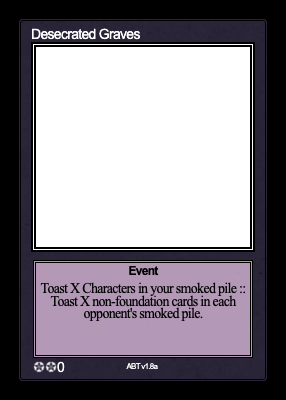 Desecrated Graves
Event
Toast X Characters in your smoked pile ::
Toast X non-foundation cards in each
opponent's smoked pile.
0
ABT v1.8a